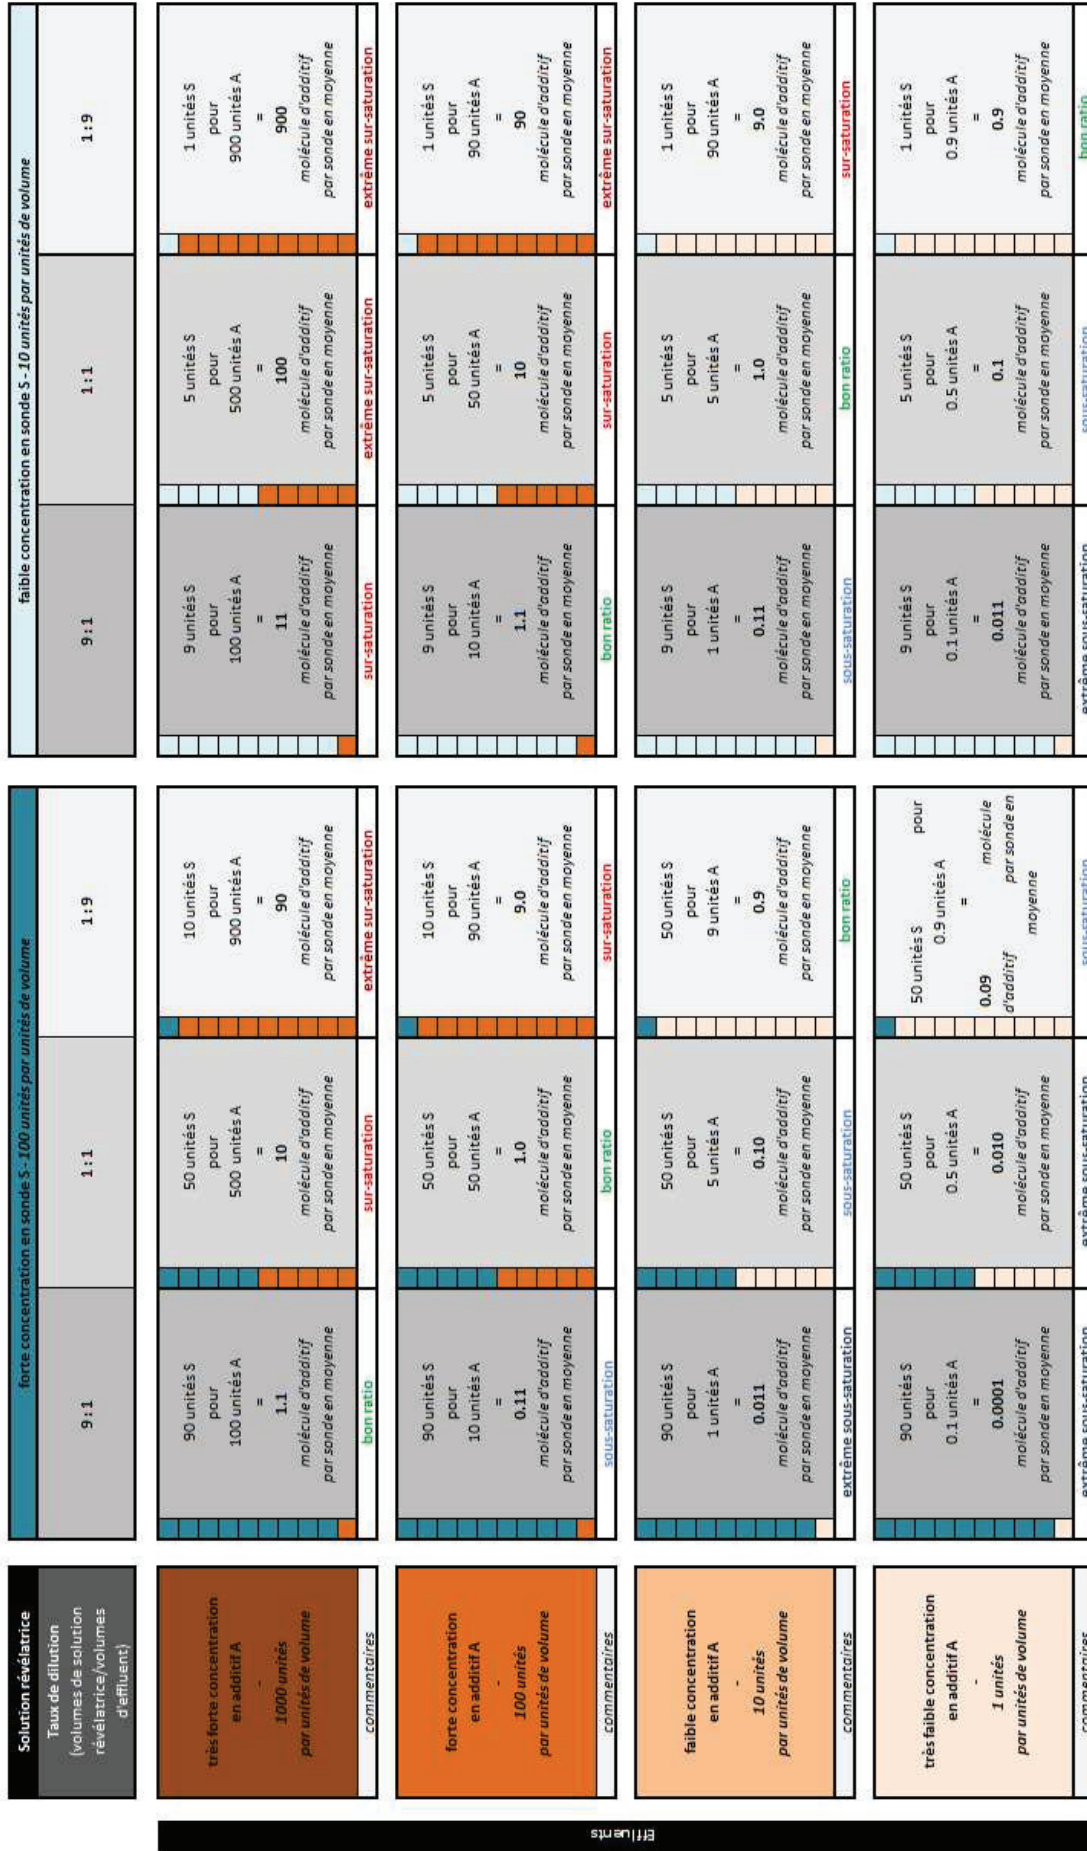 Solution révélatrice
forte concentration en sonde S - 100 unités par unités de volume
faible concentration en sonde S - 10 unités par unités de volume
Taux de dilution
(volumes de solution
révélatrice/volumes
d'effluent)
9:1
1:1
1:9
9:1
1:1
1:9
Effluents
très forte concentration
en additif A
-
1000 unités
par unités de volume
90 unités S
pour
100 unités A
=
1.1
molécule d'additif
par sonde en moyenne
50 unités S
pour
500 unités A
=
10
molécule d'additif
par sonde en moyenne
10 unités S
pour
900 unités A
=
90
molécule d'additif
par sonde en moyenne
9 unités S
pour
100 unités A
=
11
molécule d'additif
par sonde en moyenne
5 unités S
pour
500 unités A
=
100
molécule d'additif
par sonde en moyenne
1 unités S
pour
900 unités A
=
900
molécule d'additif
par sonde en moyenne
commentaires
bon ratio
sur-saturation
extrême sur-saturation
sur-saturation
extrême sur-saturation
extrême sur-saturation
forte concentration
en additif A
-
100 unités
par unités de volume
90 unités S
pour
10 unités A
=
0.11
molécule d'additif
par sonde en moyenne
50 unités S
pour
50 unités A
=
1.0
molécule d'additif
par sonde en moyenne
10 unités S
pour
90 unités A
=
9.0
molécule d'additif
par sonde en moyenne
9 unités S
pour
10 unités A
=
1.1
molécule d'additif
par sonde en moyenne
5 unités S
pour
50 unités A
=
10
molécule d'additif
par sonde en moyenne
1 unités S
pour
90 unités A
=
90
molécule d'additif
par sonde en moyenne
commentaires
sous-saturation
bon ratio
sur-saturation
bon ratio
sur-saturation
extrême sur-saturation
faible concentration
en additif A
-
10 unités
par unités de volume
90 unités S
pour
1 unités A
=
0.011
molécule d'additif
par sonde en moyenne
50 unités S
pour
5 unités A
=
0.10
molécule d'additif
par sonde en moyenne
50 unités S
pour
9 unités A
=
0.9
molécule d'additif
par sonde en moyenne
9 unités S
pour
1 unités A
=
0.11
molécule d'additif
par sonde en moyenne
5 unités S
pour
5 unités A
=
1.0
molécule d'additif
par sonde en moyenne
1 unités S
pour
90 unités A
=
9.0
molécule d'additif
par sonde en moyenne
commentaires
extrême sous-saturation
sous-saturation
bon ratio
sous-saturation
bon ratio
sur-saturation
très faible concentration
en additif A
-
1 unités
par unités de volume
90 unités S
pour
0.1 unités A
=
0.0001
molécule d'additif
par sonde en moyenne
50 unités S
pour
0.5 unités A
=
0.010
molécule d'additif
par sonde en moyenne
50 unités S pour
0.9 unités A
=
0.09 molécule
d'additif par sonde en
moyenne
9 unités S
pour
0.1 unités A
=
0.011
molécule d'additif
par sonde en moyenne
5 unités S
pour
0.5 unités A
=
0.1
molécule d'additif
par sonde en moyenne
1 unités S
pour
0.9 unités A
=
0.9
molécule d'additif
par sonde en moyenne
commentaires
extrême sous-saturation
extrême sous-saturation
sous-saturation
extrême sous-saturation
sous-saturation
bon ratio